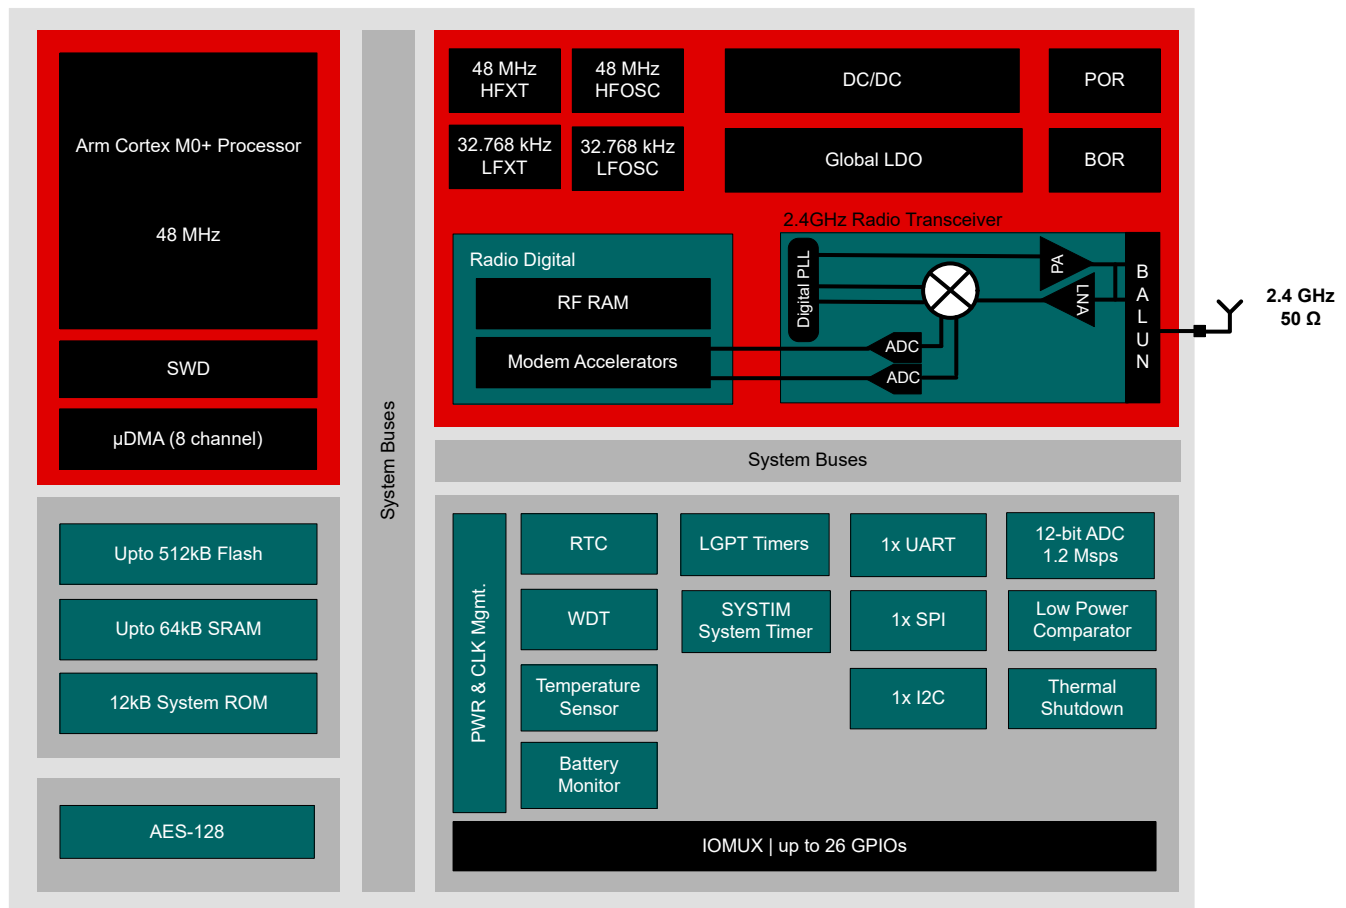 Arm Cortex M0+ Processor
48 MHz
SWD
µDMA (8 channel)
Upto 512kB Flash
Upto 64kB SRAM
12kB System ROM
AES-128
System Buses
48 MHz
HFXT
48 MHz
HFOSC
DC/DC
POR
32.768 kHz
LFXT
32.768 kHz
LFOSC
Global LDO
BOR
Radio Digital
RF RAM
Modem Accelerators
2.4GHz Radio Transceiver
Digital PLL
PA
LNA
ADC
ADC
BALUN
2.4 GHz
50 Ω
System Buses
PWR & CLK Mgmt.
RTC
LGPT Timers
1x UART
12-bit ADC
1.2 Msps
WDT
SYSTIM
System Timer
1x SPI
Low Power
Comparator
Temperature
Sensor
1x I2C
Thermal
Shutdown
Battery
Monitor
IOMUX | up to 26 GPIOs